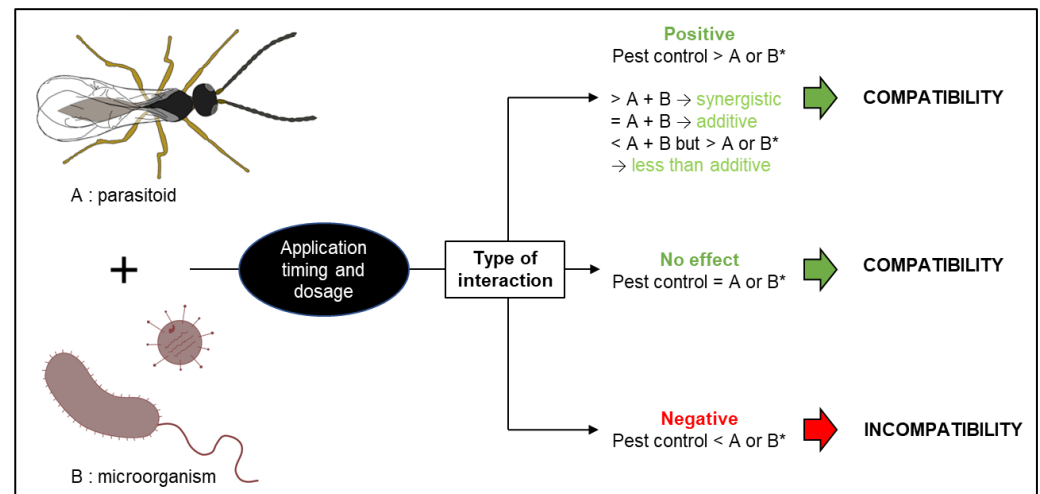 A : parasitoid
+
B : microorganism
Application
timing and
dosage
Type of
interaction
Positive
Pest control > A or B*
> A + B → synergistic
= A + B → additive
< A + B but > A or B*
→ less than additive
COMPATIBILITY
No effect
Pest control = A or B*
COMPATIBILITY
Negative
Pest control < A or B*
INCOMPATIBILITY